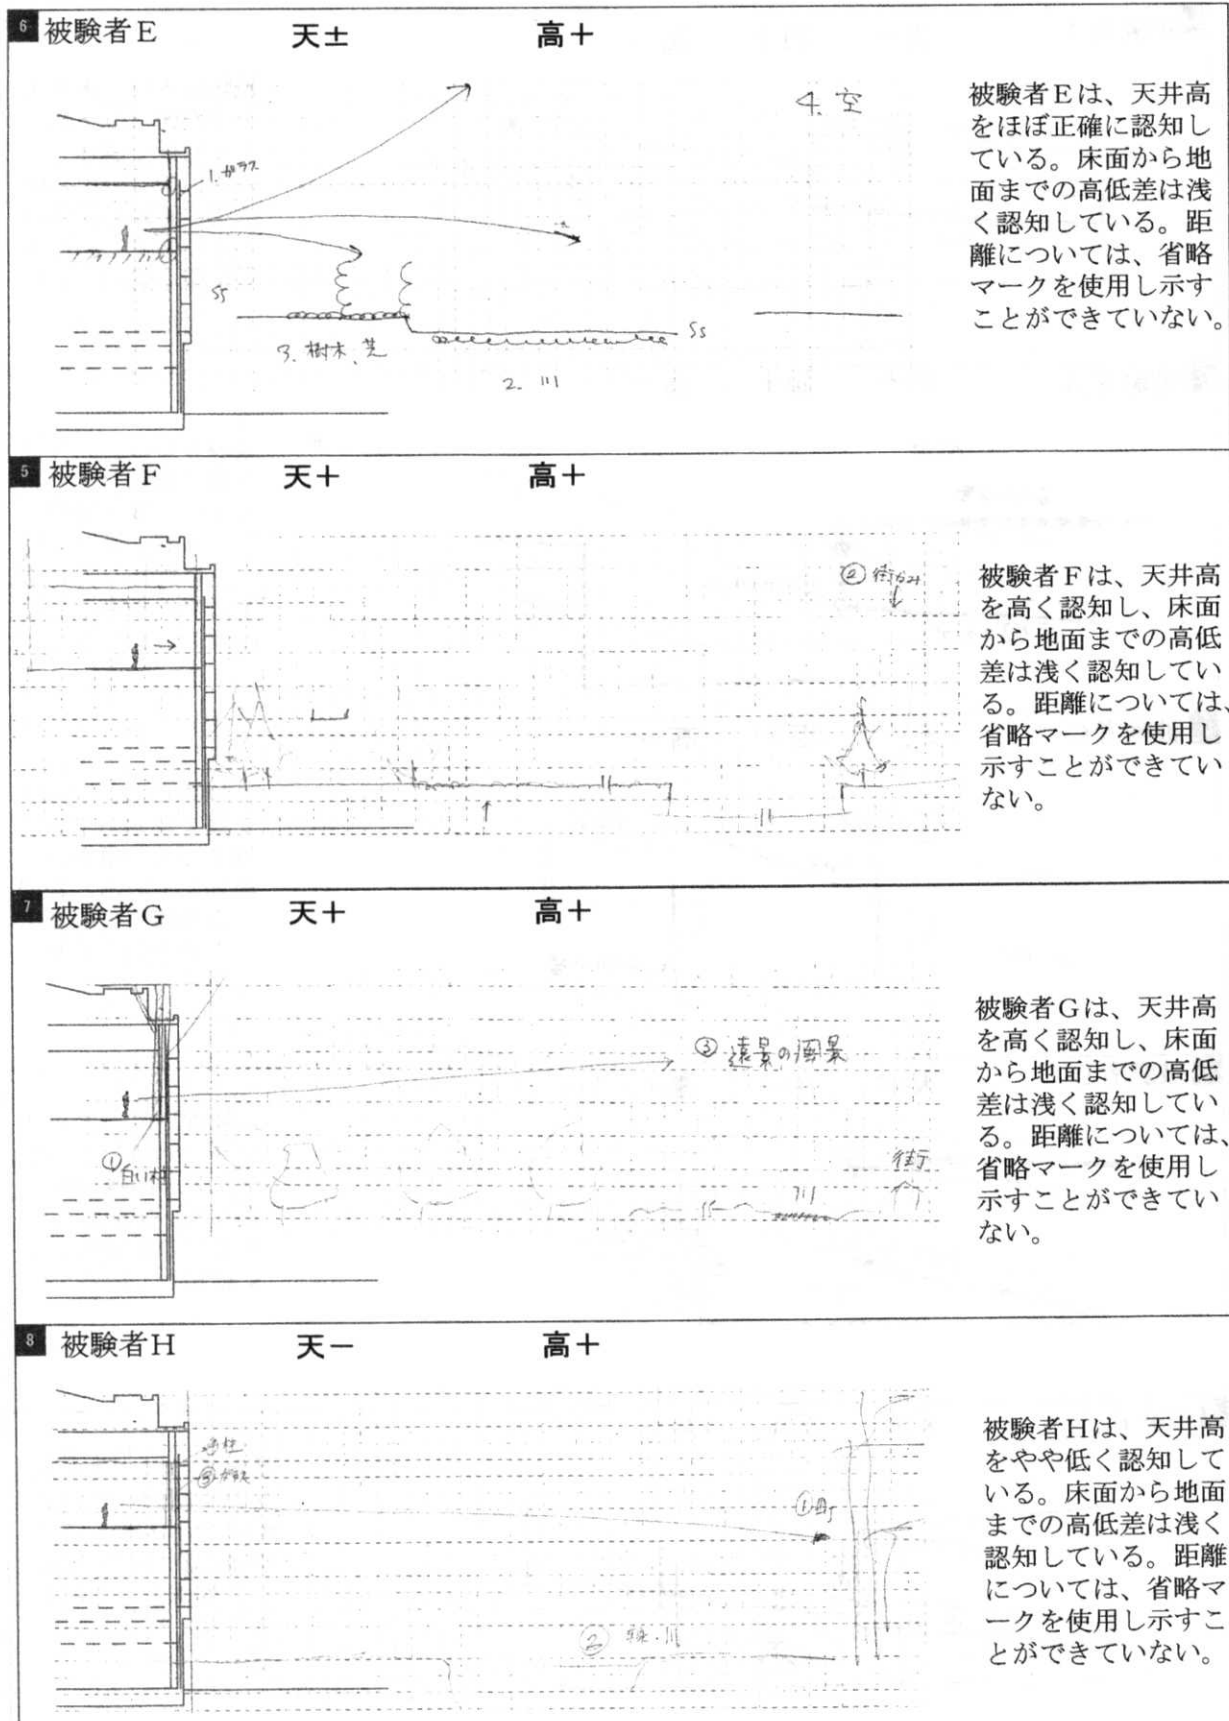 6 被験者E 天± 高+
4. 空
1. ガラス
3. 樹木、芝
2. 川
被験者Eは、天井高
をほぼ正確に認知し
ている。床面から地
面までの高低差は浅
く認知している。距
離については、省略
マークを使用し示す
ことができていない。
5 被験者F 天+ 高+
② 街なみ
被験者Fは、天井高
を高く認知し、床面
から地面までの高低
差は浅く認知してい
る。距離については、
省略マークを使用し
示すことができてい
ない。
7 被験者G 天+ 高+
③ 遠景の風景
① 白い柱
街
川
被験者Gは、天井高
を高く認知し、床面
から地面までの高低
差は浅く認知してい
る。距離については、
省略マークを使用し
示すことができてい
ない。
8 被験者H 天− 高+
③ ガラス
① 町
②
川
被験者Hは、天井高
をやや低く認知して
いる。床面から地面
までの高低差は浅く
認知している。距離
については、省略マ
ークを使用し示すこ
とができていない。